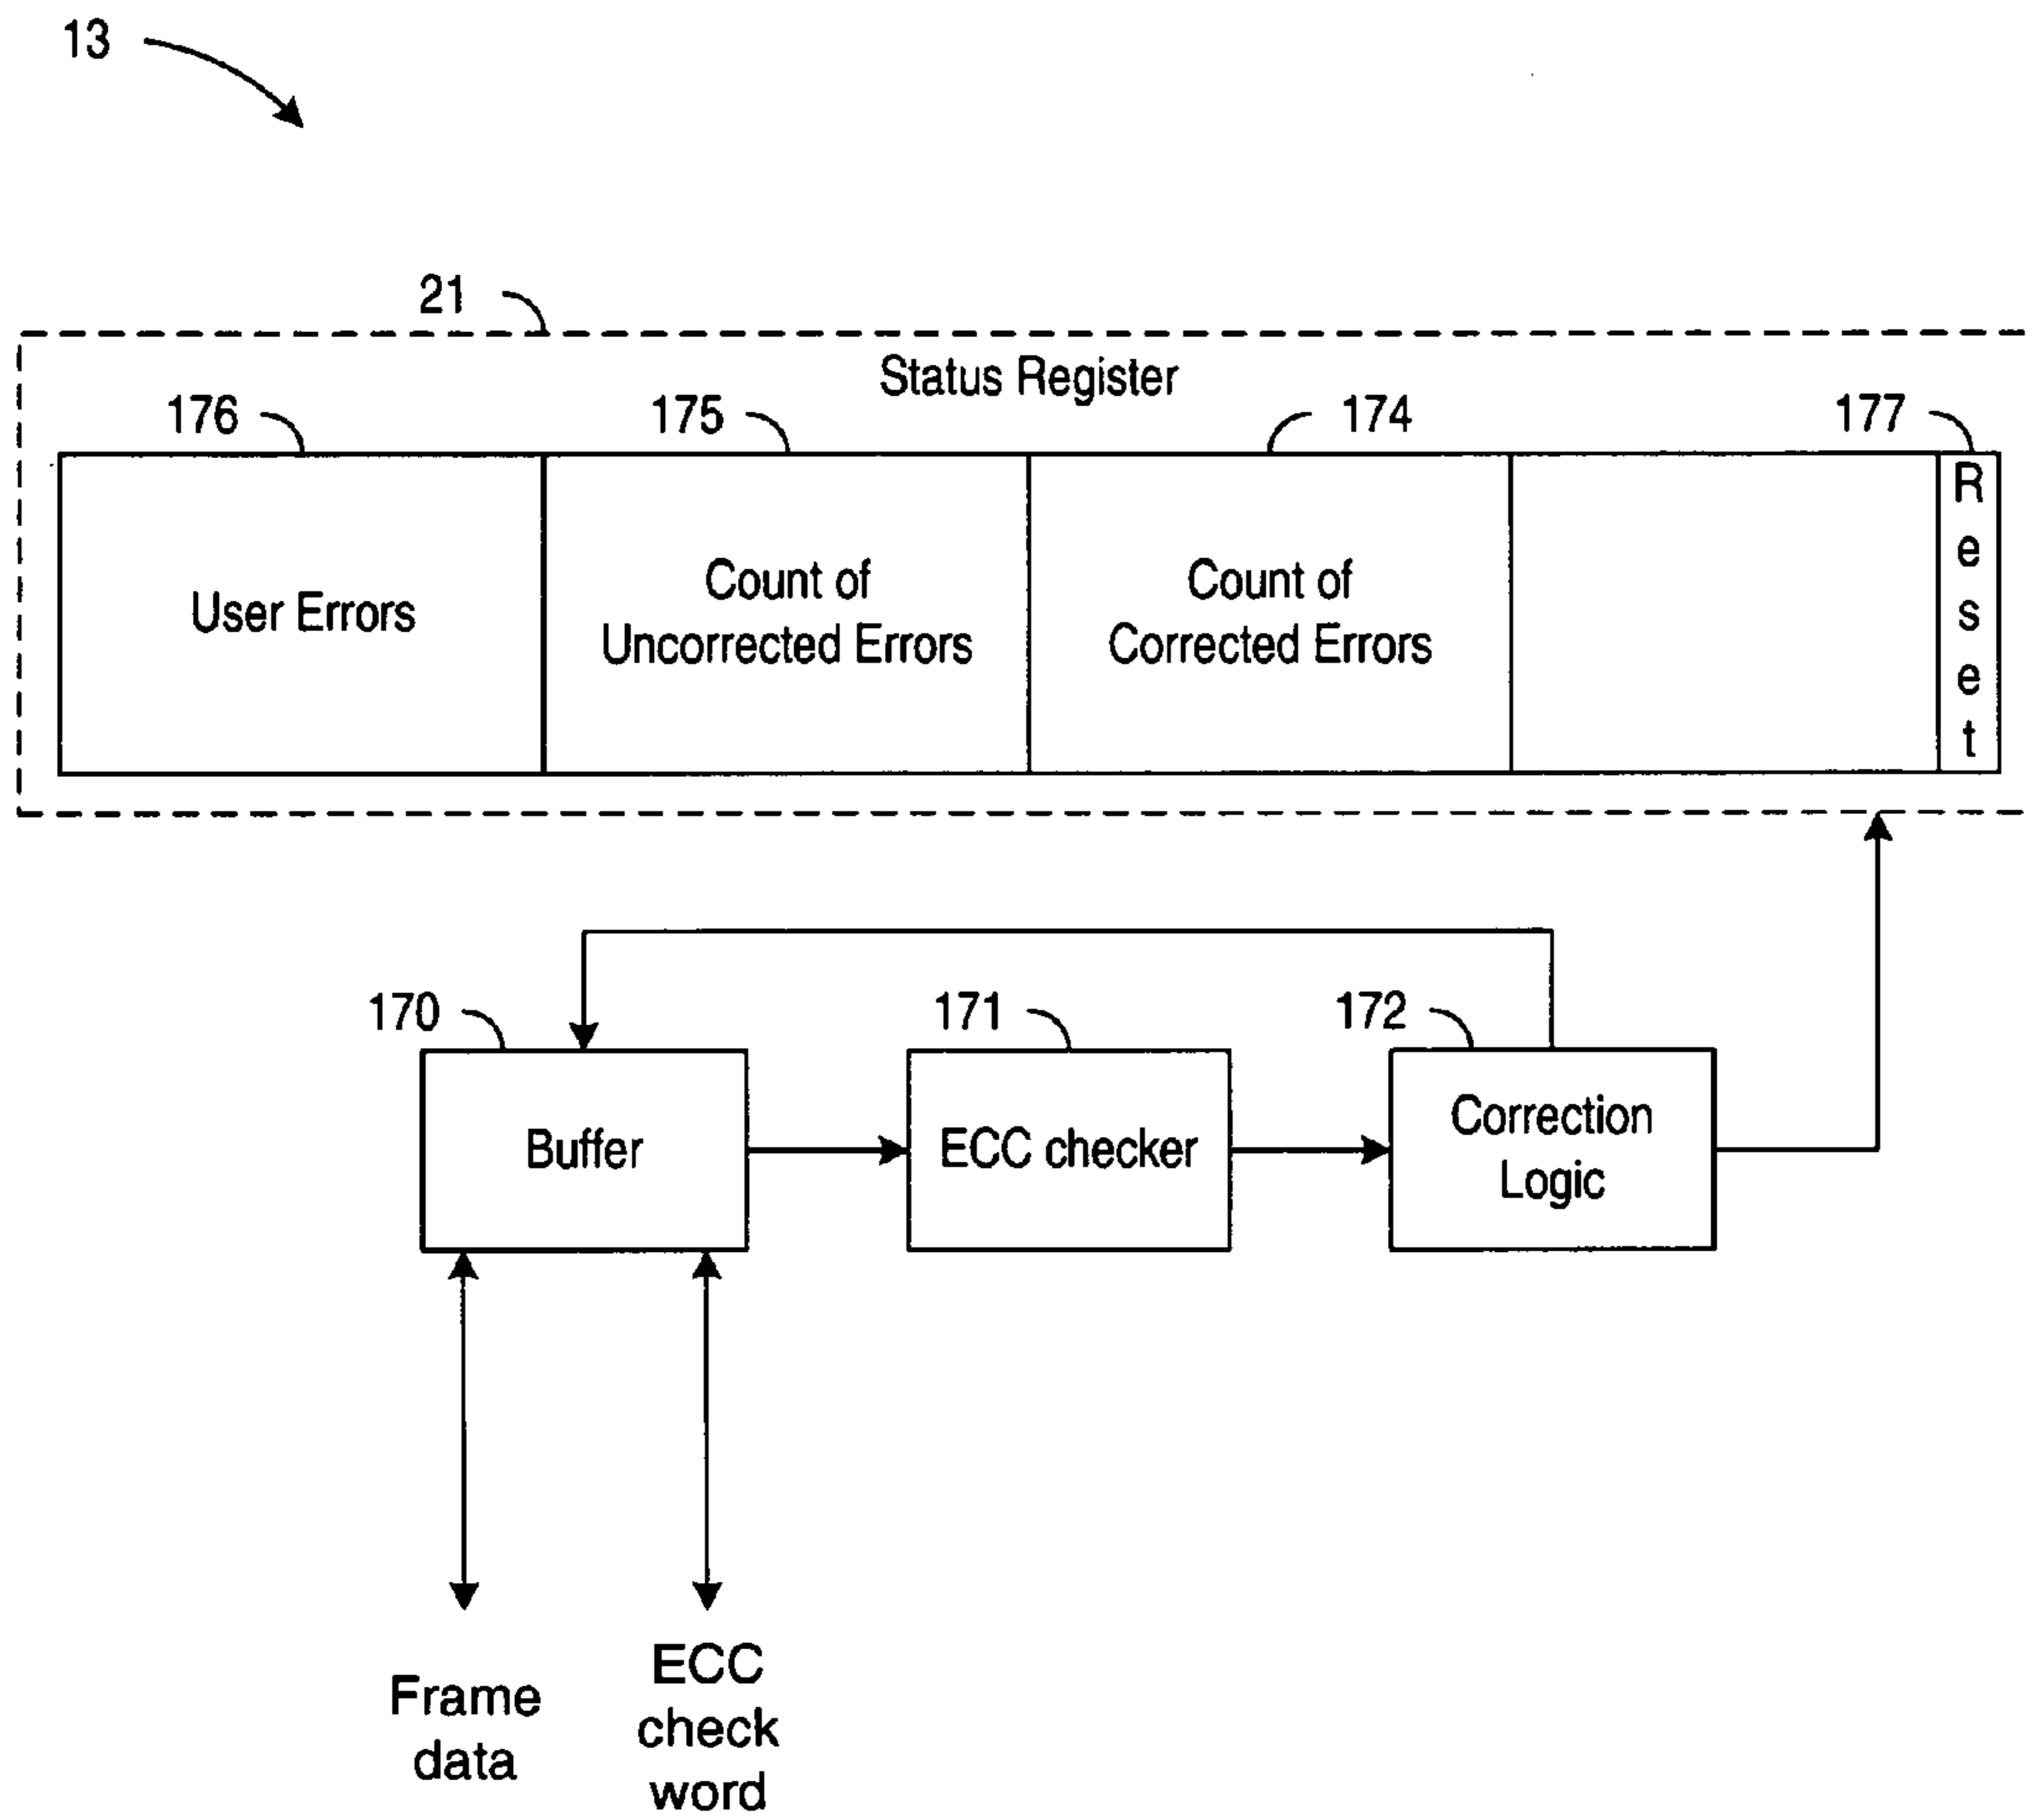 13
21
Status Register
176
175
174
177
User Errors
Count of
Uncorrected Errors
Count of
Corrected Errors
R
e
s
e
t
170
171
172
Buffer
ECC checker
Correction
Logic
Frame
data
ECC
check
word